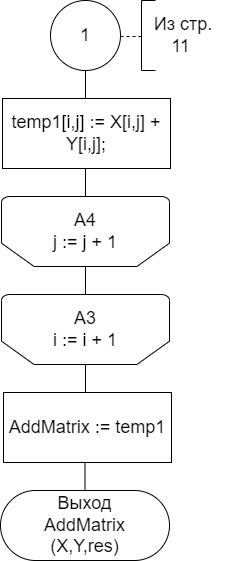 1
Из стр.
11
temp1[i,j] := X[i,j] +
Y[i,j];
A4
j := j + 1
A3
i := i + 1
AddMatrix := temp1
Выход
AddMatrix
(X,Y,res)